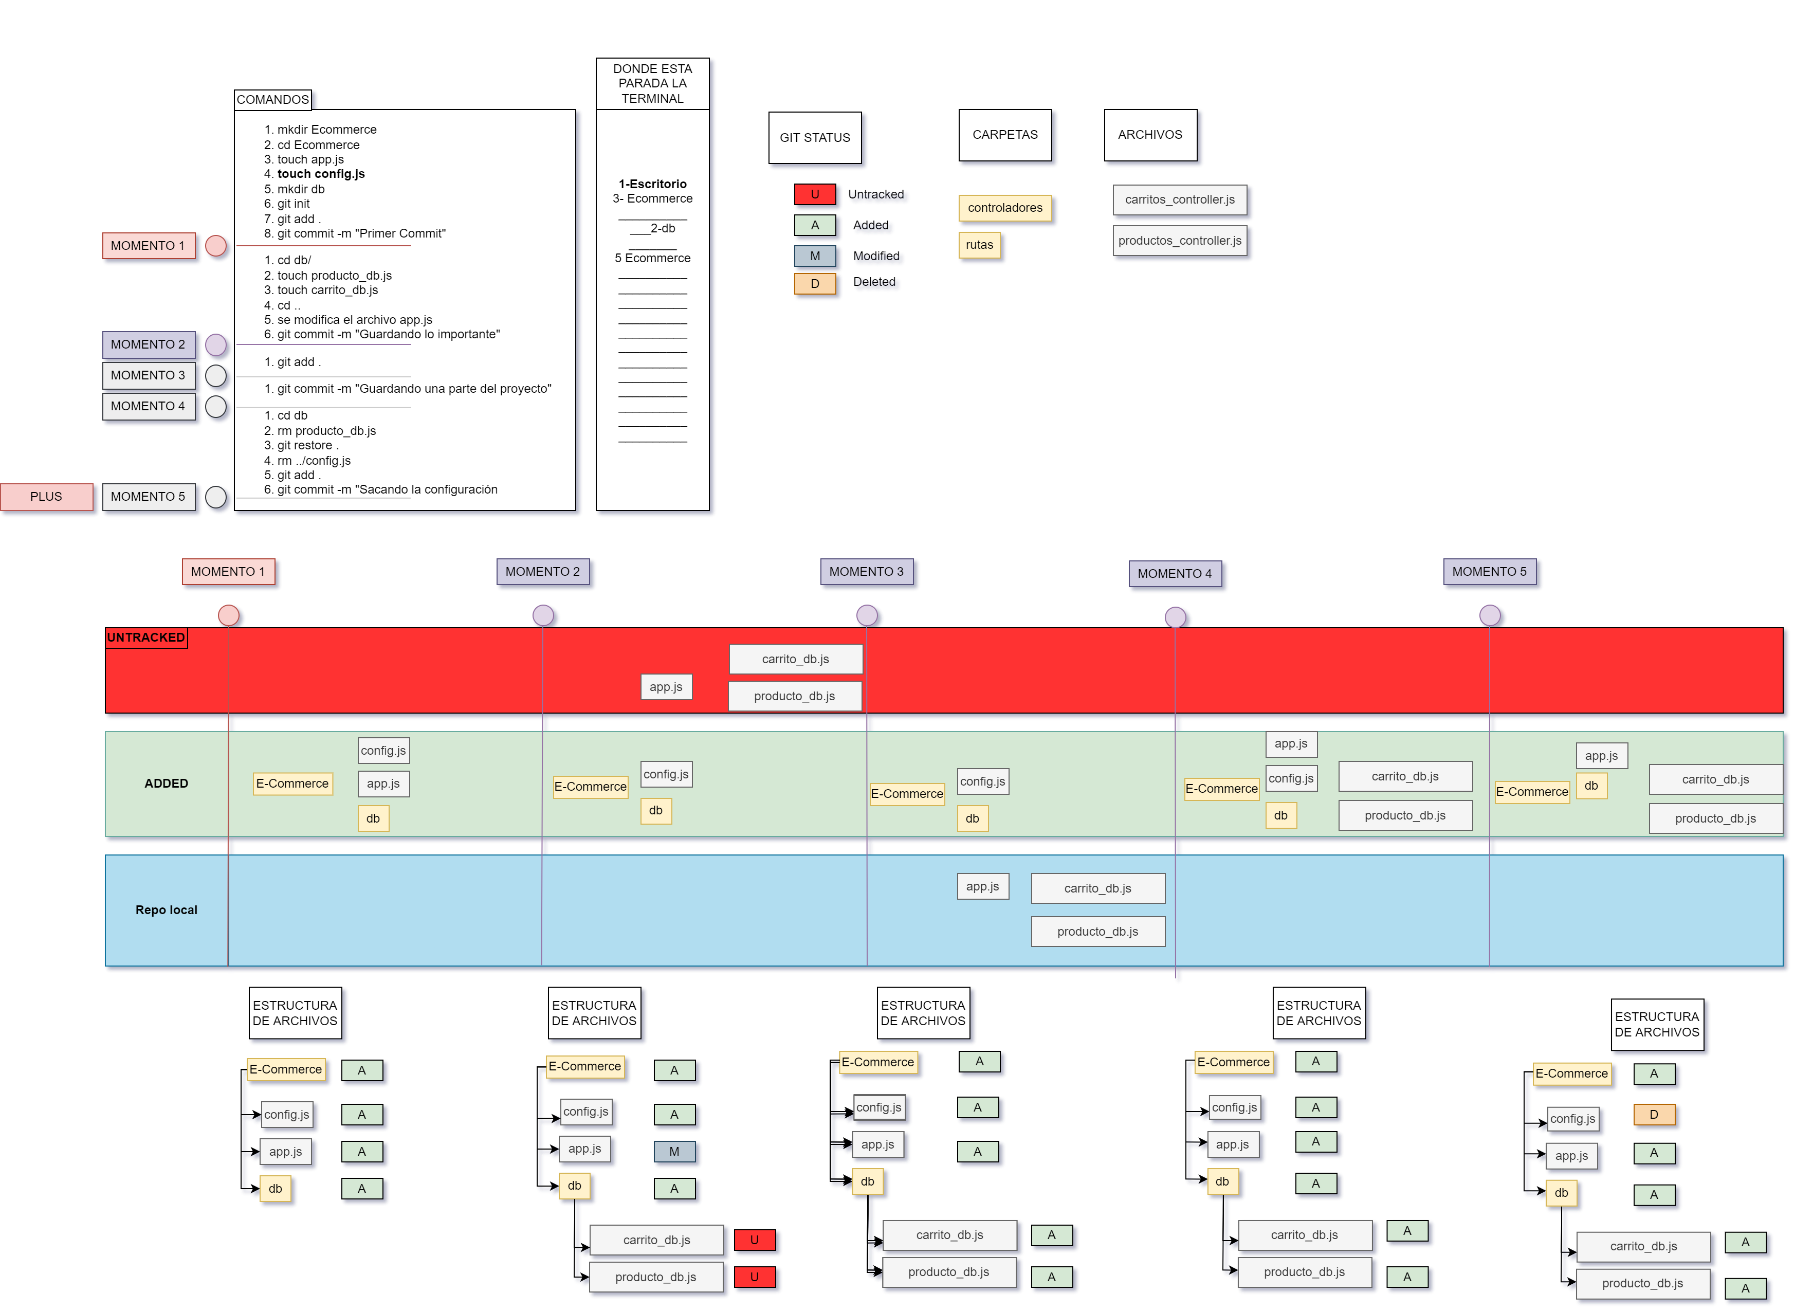 COMANDOS
1. mkdir Ecommerce
2. cd Ecommerce
3. touch app.js
4. touch config.js
5. mkdir db
6. git init
7. git add .
8. git commit -m "Primer Commit"
1. cd db/
2. touch producto_db.js
3. touch carrito_db.js
4. cd ..
5. se modifica el archivo app.js
6. git commit -m "Guardando lo importante"
1. git add .
1. git commit -m "Guardando una parte del proyecto"
1. cd db
2. rm producto_db.js
3. git restore .
4. rm ../config.js
5. git add .
6. git commit -m "Sacando la configuración
MOMENTO 1
MOMENTO 2
MOMENTO 3
MOMENTO 4
PLUS
MOMENTO 5
DONDE ESTA
PARADA LA
TERMINAL
1-Escritorio
3- Ecommerce
___2-db
5 Ecommerce
GIT STATUS
U Untracked
A Added
M Modified
D Deleted
CARPETAS
controladores
rutas
ARCHIVOS
carritos_controller.js
productos_controller.js
MOMENTO 1
MOMENTO 2
MOMENTO 3
MOMENTO 4
MOMENTO 5
UNTRACKED
app.js
carrito_db.js
producto_db.js
ADDED
E-Commerce
config.js
app.js
db
E-Commerce
config.js
db
E-Commerce
config.js
db
E-Commerce
app.js
config.js
db
carrito_db.js
producto_db.js
E-Commerce
app.js
db
carrito_db.js
producto_db.js
Repo local
app.js
carrito_db.js
producto_db.js
ESTRUCTURA
DE ARCHIVOS
E-Commerce A
config.js A
app.js A
db A
ESTRUCTURA
DE ARCHIVOS
E-Commerce A
config.js A
app.js M
db A
carrito_db.js U
producto_db.js U
ESTRUCTURA
DE ARCHIVOS
E-Commerce A
config.js A
app.js A
db
carrito_db.js A
producto_db.js A
ESTRUCTURA
DE ARCHIVOS
E-Commerce A
config.js A
app.js A
db A
carrito_db.js A
producto_db.js A
ESTRUCTURA
DE ARCHIVOS
E-Commerce A
config.js D
app.js A
db A
carrito_db.js A
producto_db.js A